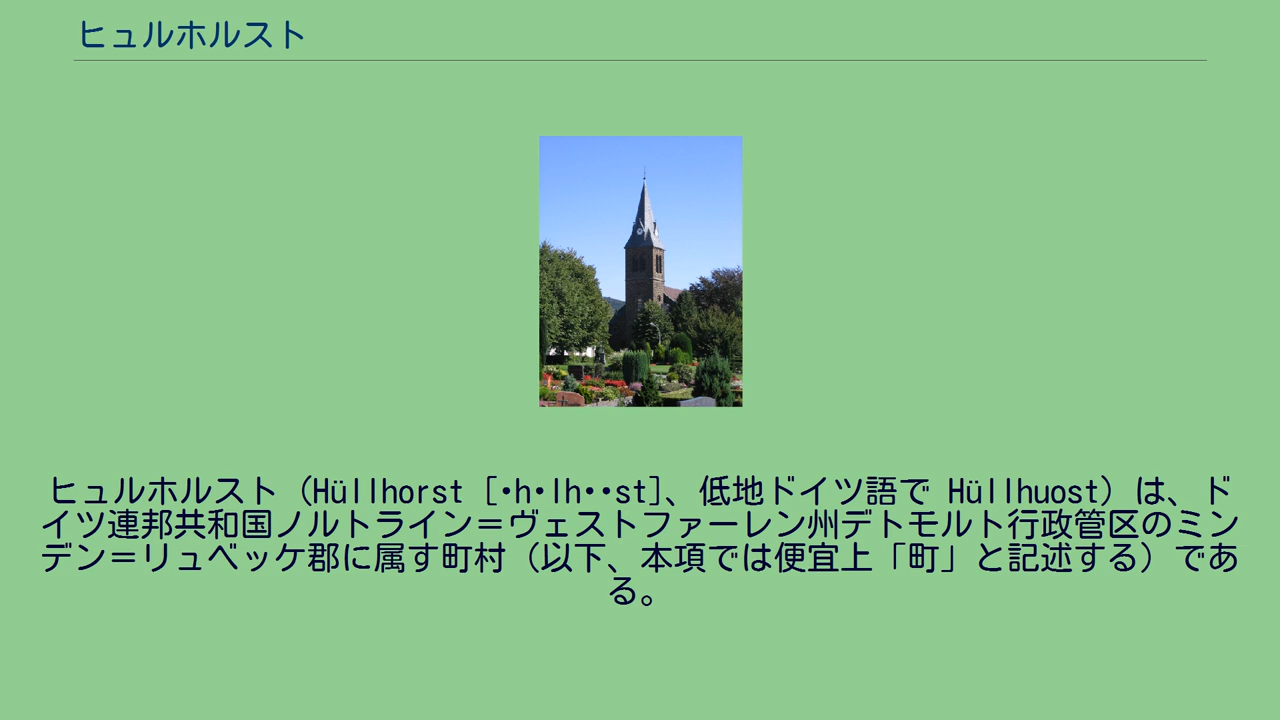 ヒュルホルスト
ヒュルホルスト（Hüllhorst [•h•lh••st]、低地ドイツ語で Hüllhuost）は、ド
イツ連邦共和国ノルトライン＝ヴェストファーレン州デトモルト行政管区のミン
デン＝リュベッケ郡に属す町村（以下、本項では便宜上「町」と記述する）であ
る。